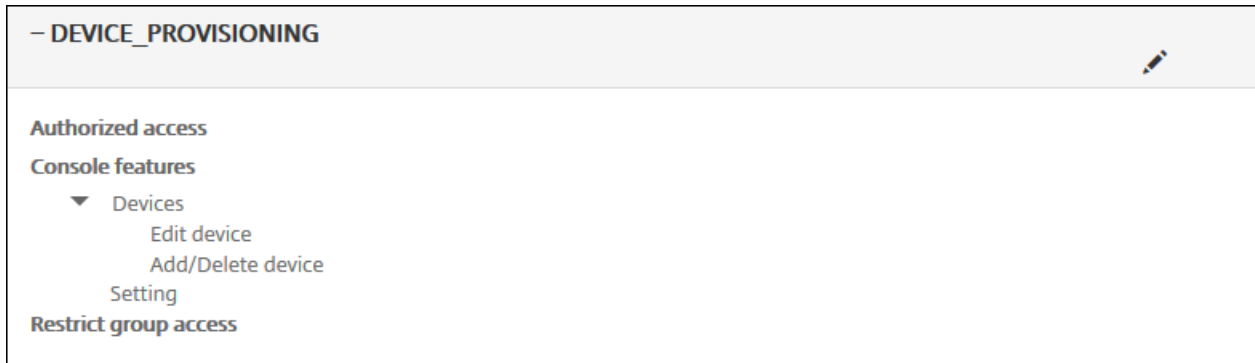 – DEVICE_PROVISIONING
Authorized access
Console features
Devices
Edit device
Add/Delete device
Setting
Restrict group access